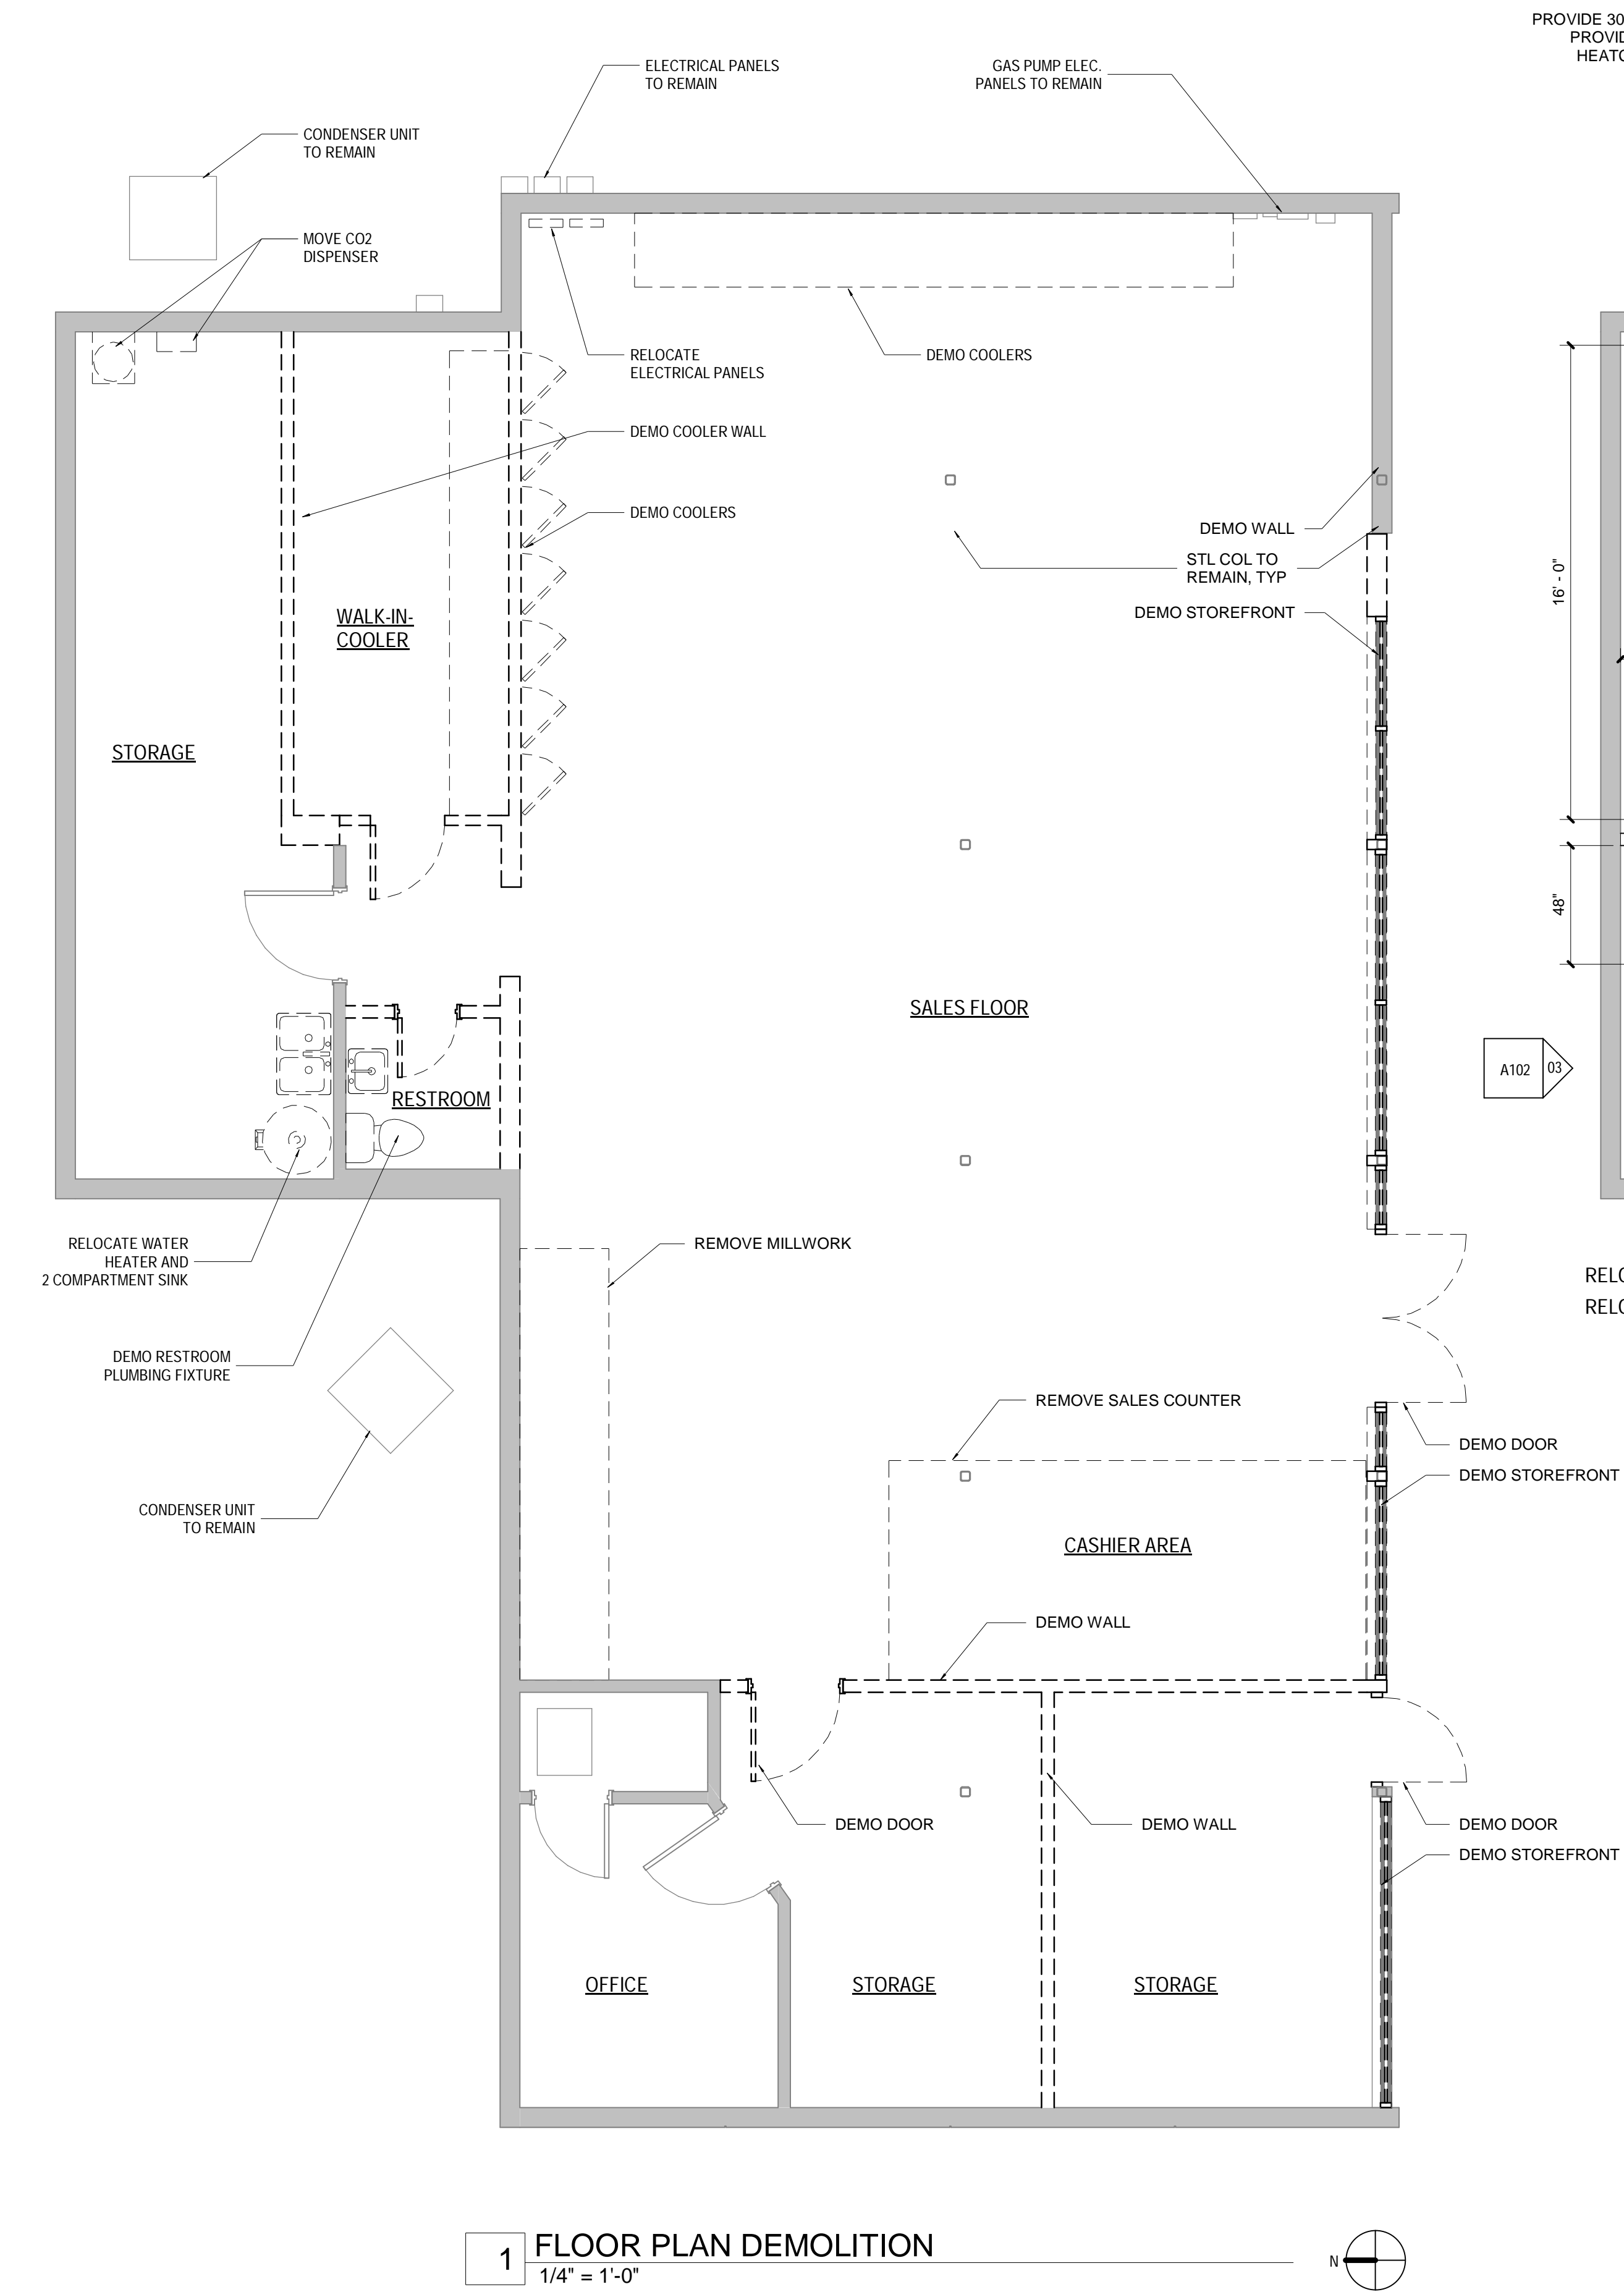 PROVIDE 30
PROVID
HEATC
ELECTRICAL PANELS
TO REMAIN
GAS PUMP ELEC.
PANELS TO REMAIN
CONDENSER UNIT
TO REMAIN
MOVE CO2
DISPENSER
RELOCATE
ELECTRICAL PANELS
DEMO COOLERS
DEMO COOLER WALL
DEMO COOLERS
DEMO WALL
STL COL TO
REMAIN, TYP
DEMO STOREFRONT
16' - 0"
WALK-IN-
COOLER
STORAGE
48"
SALES FLOOR
A102
03
RESTROOM
RELOCATE WATER
HEATER AND
2 COMPARTMENT SINK
REMOVE MILLWORK
RELO
RELO
DEMO RESTROOM
PLUMBING FIXTURE
REMOVE SALES COUNTER
DEMO DOOR
DEMO STOREFRONT
CONDENSER UNIT
TO REMAIN
CASHIER AREA
DEMO WALL
DEMO DOOR
DEMO WALL
DEMO DOOR
DEMO STOREFRONT
OFFICE
STORAGE
STORAGE
1
FLOOR PLAN DEMOLITION
1/4" = 1'-0"
N